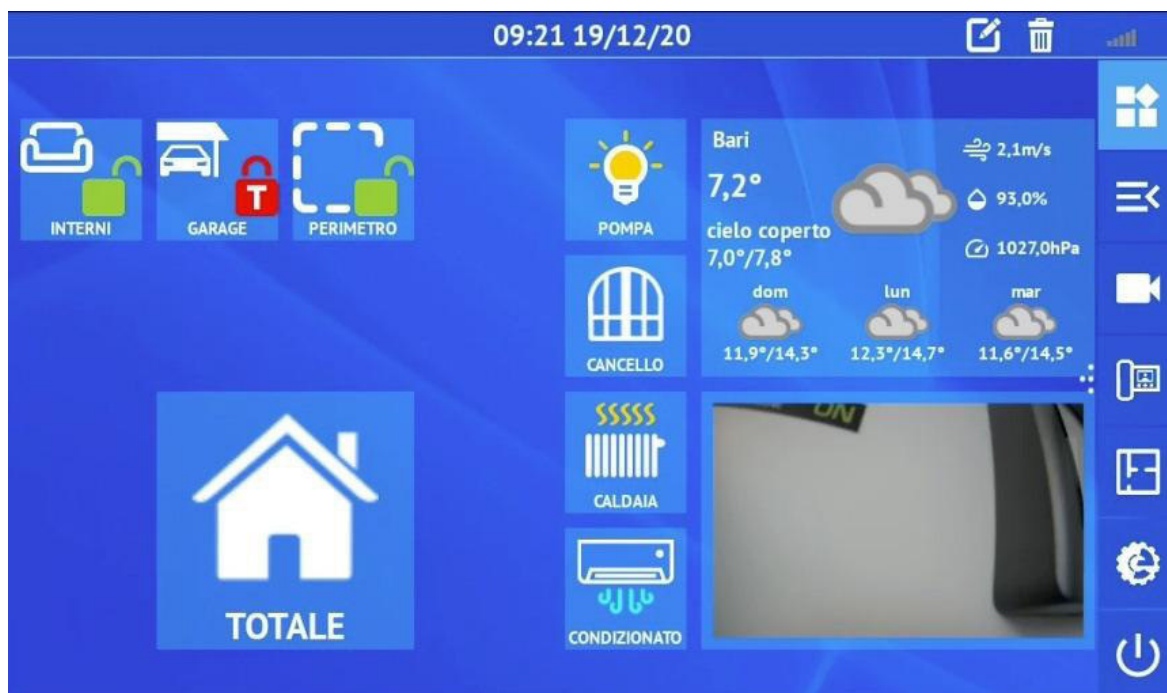 09:21 19/12/20
INTERNI
T
GARAGE
PERIMETRO
POMPA
CANCELLO
CALDAIA
CONDIZIONATO
TOTALE
Bari
7,2°
cielo coperto
7,0°/7,8°
2,1m/s
93,0%
1027,0hPa
dom lun mar
11,9°/14,3° 12,3°/14,7° 11,6°/14,5°
ON